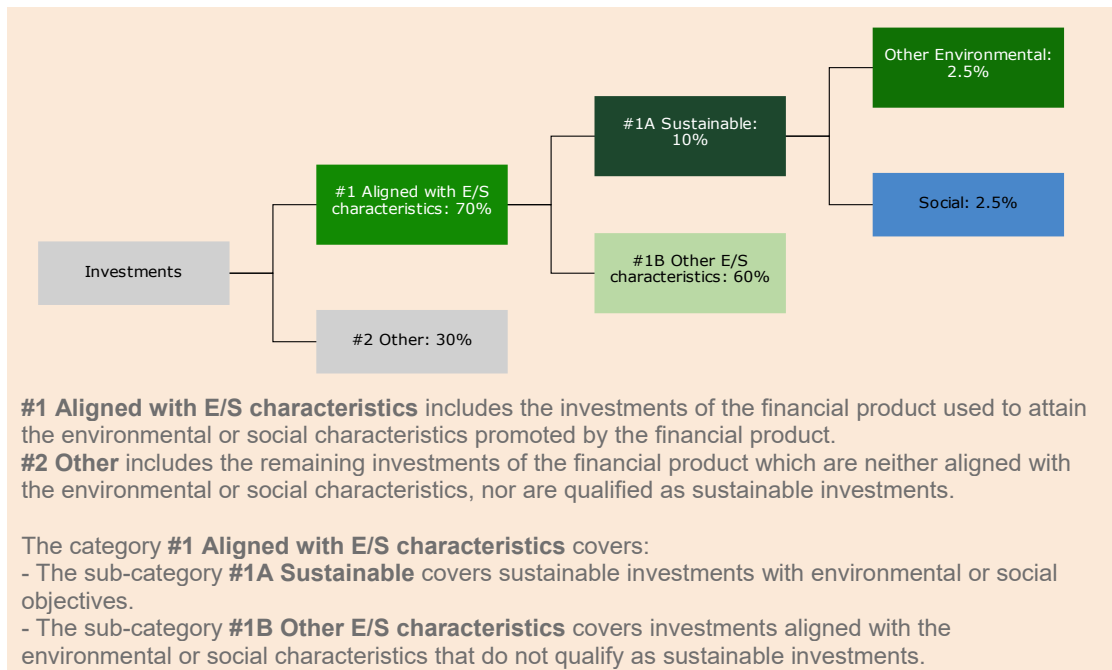 Other Environmental:
2.5%
#1A Sustainable:
10%
#1 Aligned with E/S
characteristics: 70%
Social: 2.5%
Investments
#1B Other E/S
characteristics: 60%
#2 Other: 30%
#1 Aligned with E/S characteristics includes the investments of the financial product used to attain
the environmental or social characteristics promoted by the financial product.
#2 Other includes the remaining investments of the financial product which are neither aligned with
the environmental or social characteristics, nor are qualified as sustainable investments.
The category #1 Aligned with E/S characteristics covers:
- The sub-category #1A Sustainable covers sustainable investments with environmental or social
objectives.
- The sub-category #1B Other E/S characteristics covers investments aligned with the
environmental or social characteristics that do not qualify as sustainable investments.